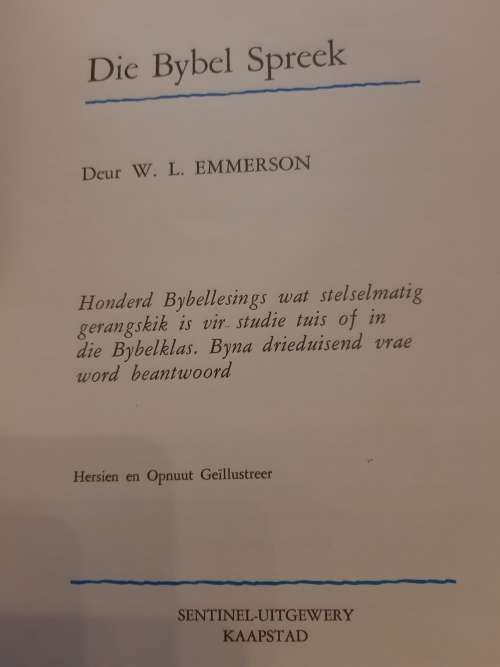 Die Bybel Spreek
Deur W. L. EMMERSON
Honderd Bybellesings wat stelselmatig
gerangskik is vir studie tuis of in
die Bybelklas. Byna drieduisend vrae
word beantwoord
Hersien en Opnuut Geïllustreer
SENTINEL-UITGEWERY
KAAPSTAD